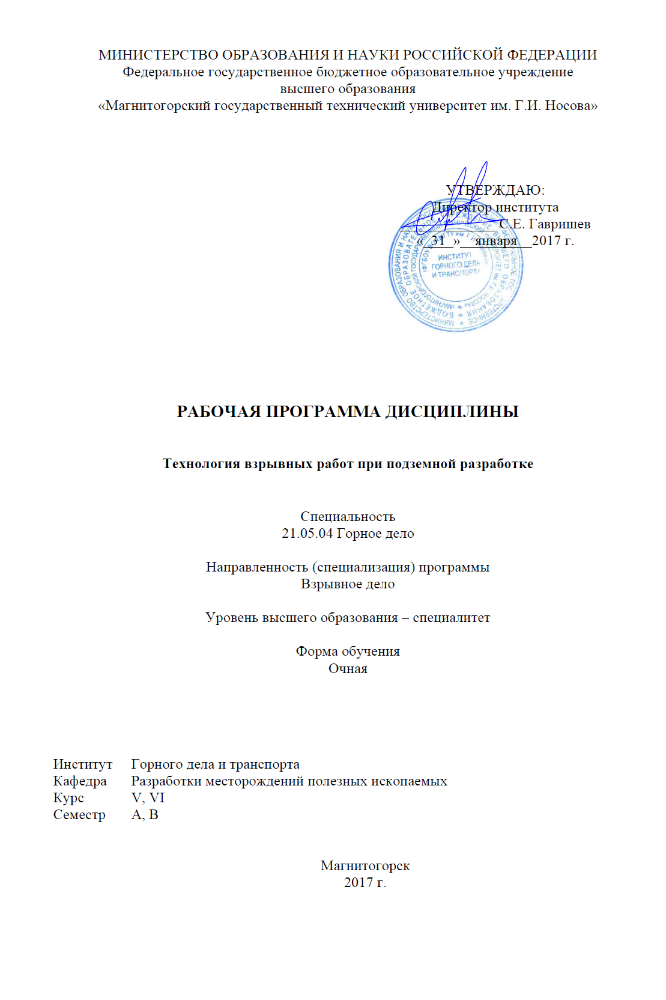 МИНИСТЕРСТВО ОБРАЗОВАНИЯ И НАУКИ РОССИЙСКОЙ ФЕДЕРАЦИИ
Федеральное государственное бюджетное образовательное учреждение
высшего образования
«Магнитогорский государственный технический университет им. Г.И. Носова»
УТВЕРЖДАЮ:
Директор института
С.Е. Гавришев
« 31 » января 2017 г.
ИНСТИТУТ
ГОРНОГО ДЕЛА
И ТРАНСПОРТА
РАБОЧАЯ ПРОГРАММА ДИСЦИПЛИНЫ
Технология взрывных работ при подземной разработке
Специальность
21.05.04 Горное дело
Направленность (специализация) программы
Взрывное дело
Уровень высшего образования – специалитет
Форма обучения
Очная
Институт Горного дела и транспорта
Кафедра Разработки месторождений полезных ископаемых
Курс V, VI
Семестр А, В
Магнитогорск
2017 г.